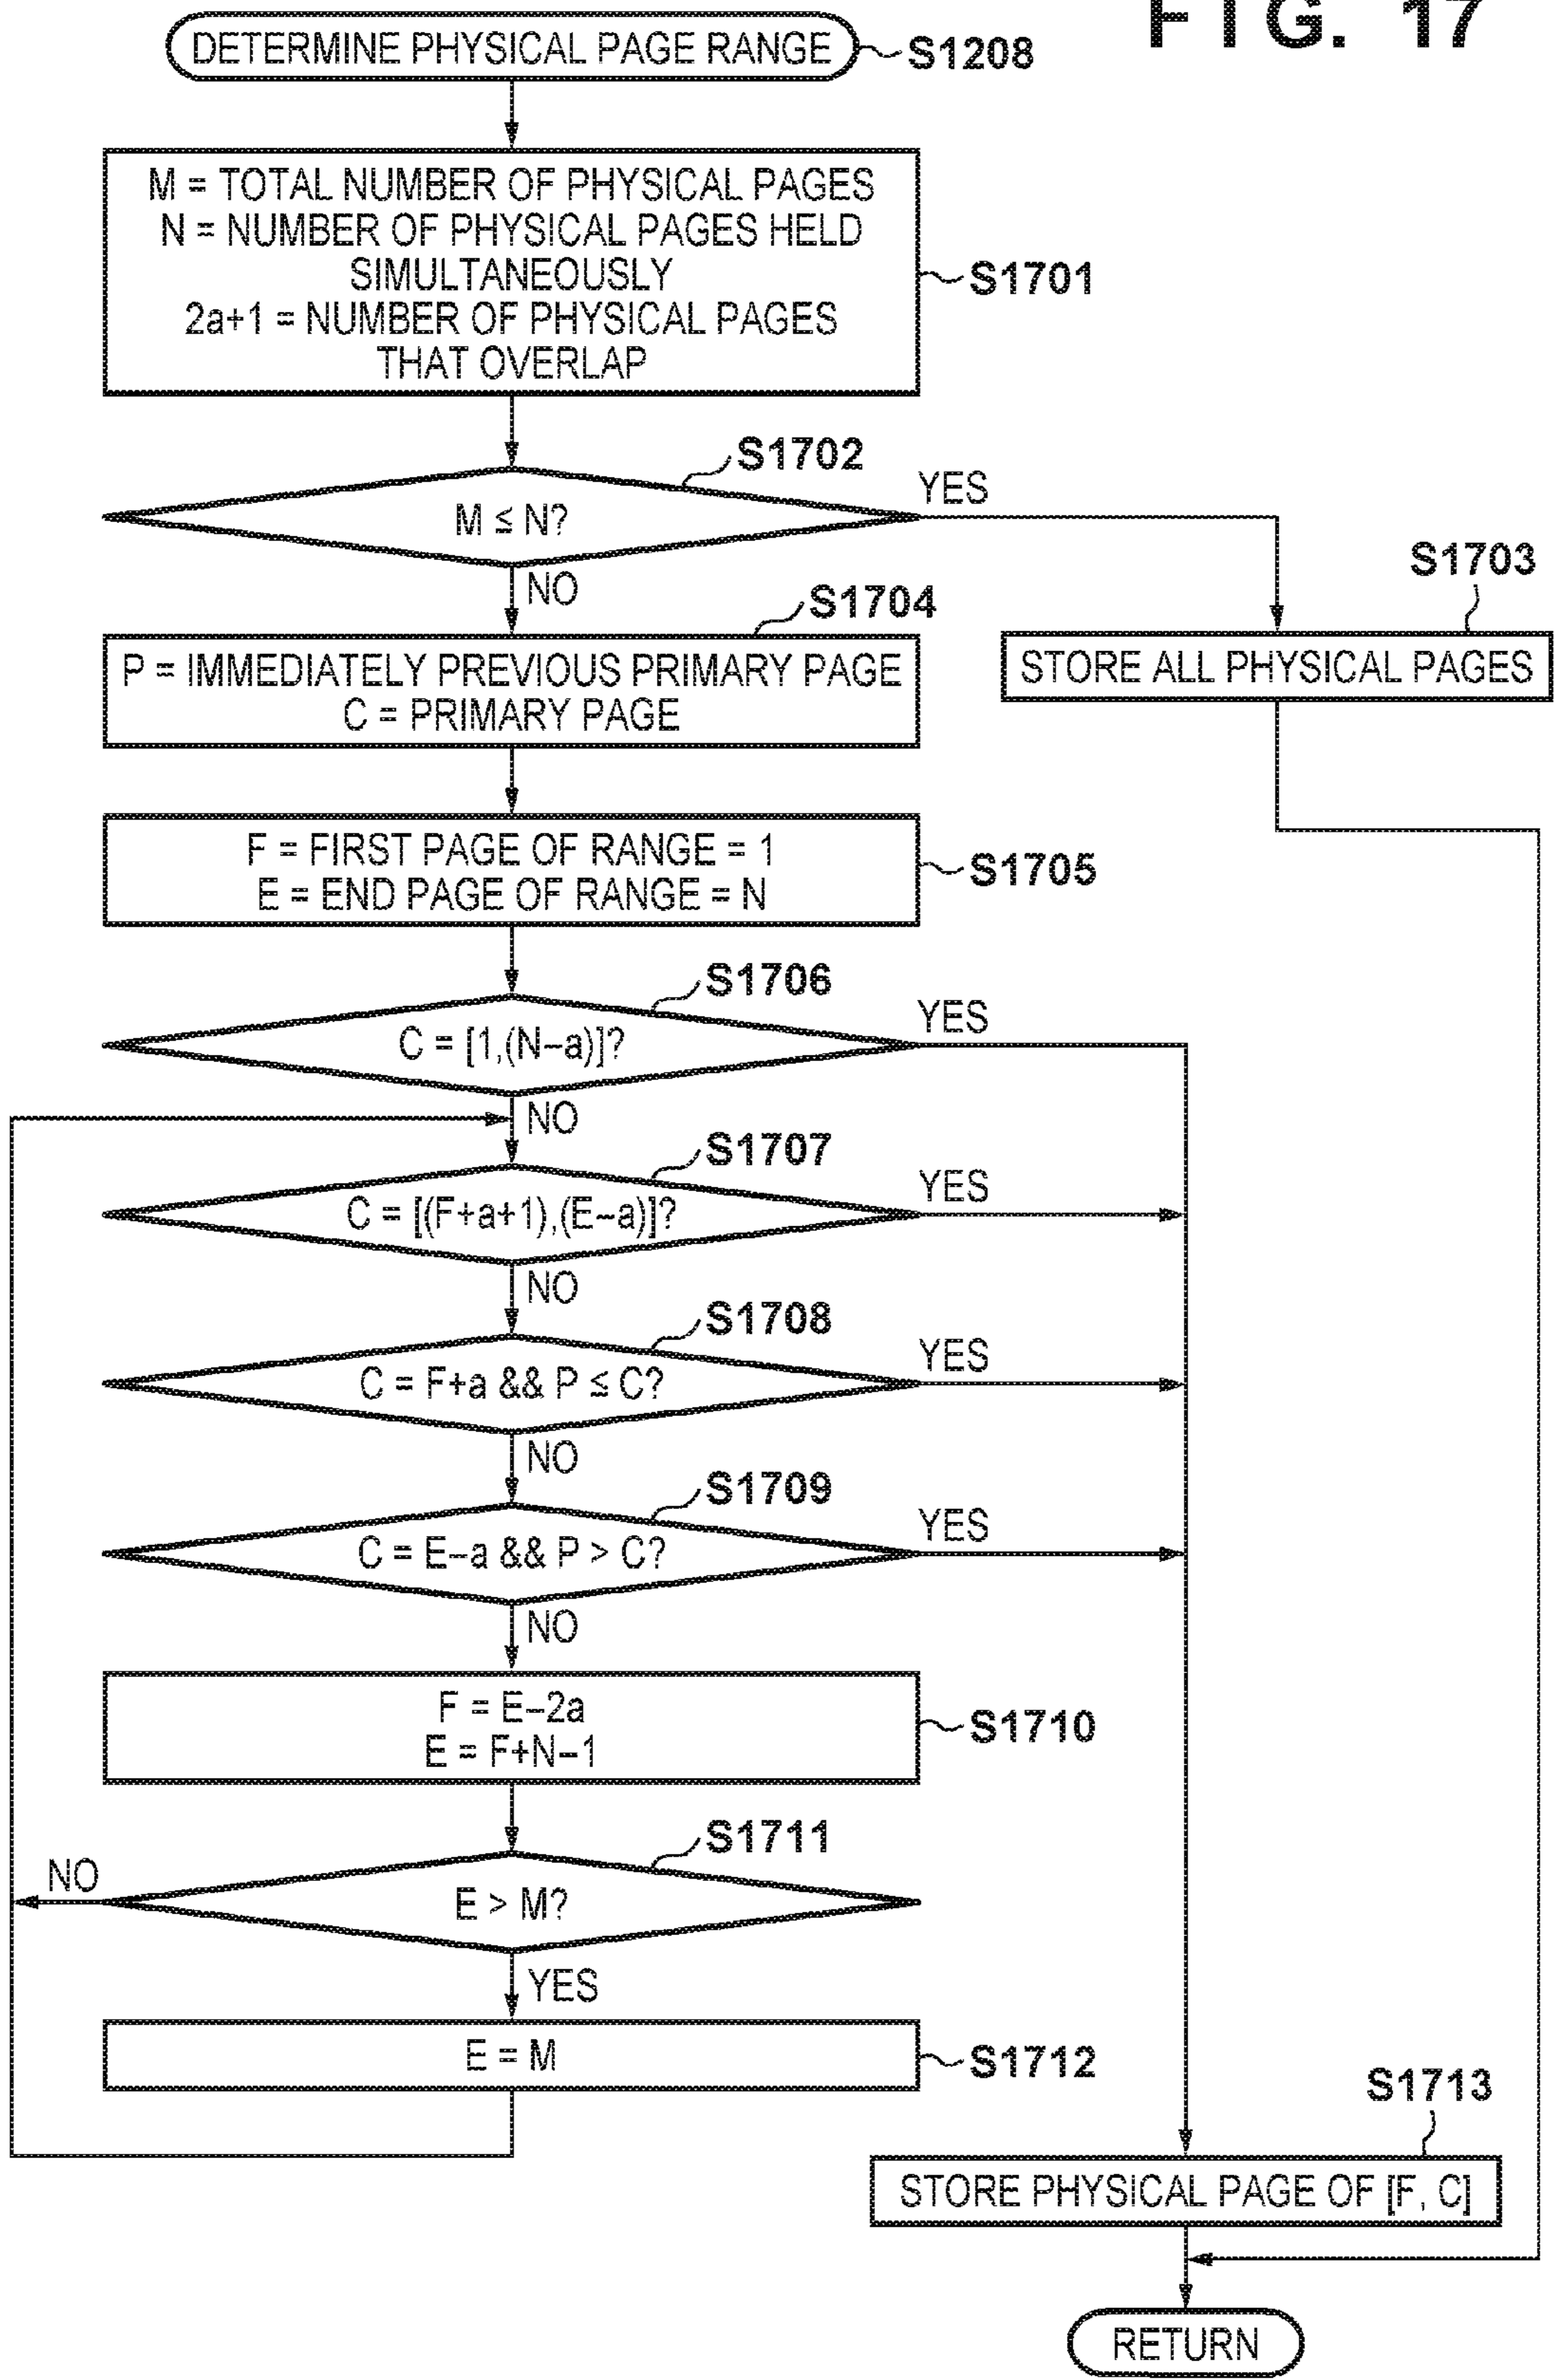 FIG. 17
DETERMINE PHYSICAL PAGE RANGE
S1208
M = TOTAL NUMBER OF PHYSICAL PAGES
N = NUMBER OF PHYSICAL PAGES HELD
SIMULTANEOUSLY
2a+1 = NUMBER OF PHYSICAL PAGES
THAT OVERLAP
S1701
S1702
M ≤ N?
YES
NO
S1703
STORE ALL PHYSICAL PAGES
S1704
P = IMMEDIATELY PREVIOUS PRIMARY PAGE
C = PRIMARY PAGE
F = FIRST PAGE OF RANGE = 1
E = END PAGE OF RANGE = N
S1705
S1706
C = [1,(N−a)]?
YES
NO
S1707
C = [(F+a+1),(E−a)]?
YES
NO
S1708
C = F+a && P ≦ C?
YES
NO
S1709
C = E−a && P > C?
YES
NO
F = E−2a
E = F+N−1
S1710
S1711
E > M?
NO
YES
E = M
S1712
S1713
STORE PHYSICAL PAGE OF [F, C]
RETURN